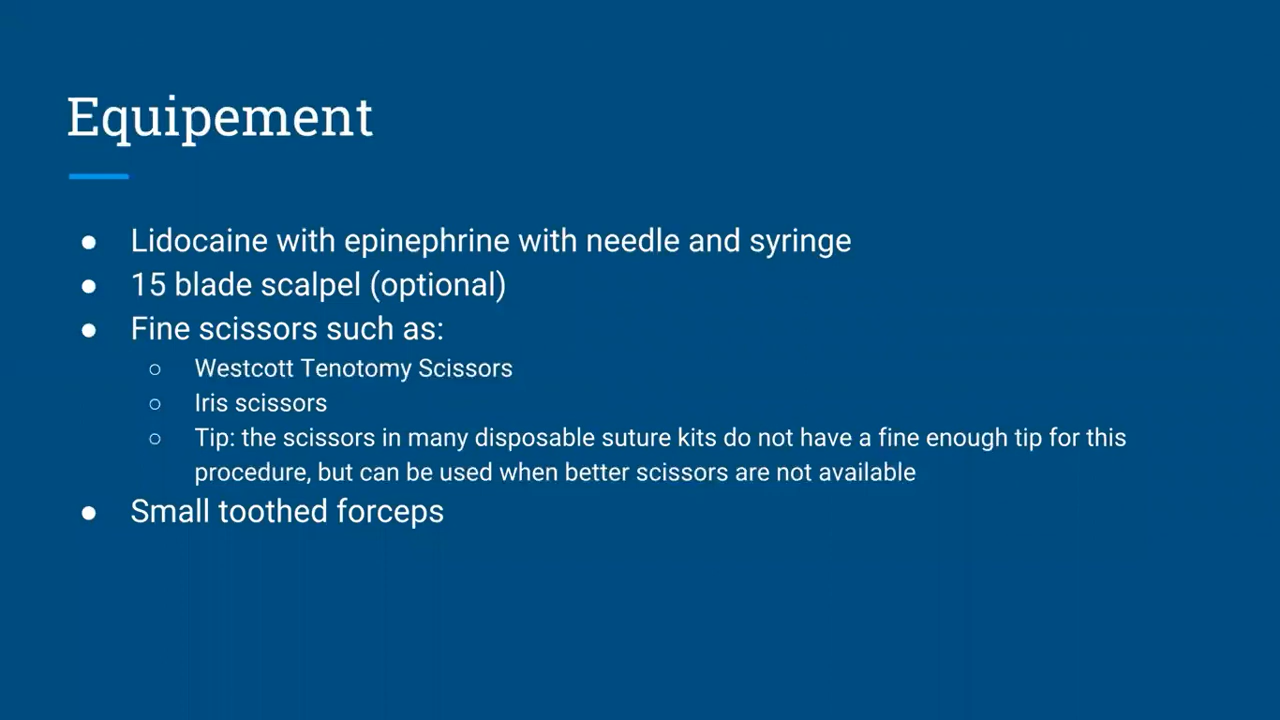 Equipement
● Lidocaine with epinephrine with needle and syringe
● 15 blade scalpel (optional)
● Fine scissors such as:
○ Westcott Tenotomy Scissors
○ Iris scissors
○ Tip: the scissors in many disposable suture kits do not have a fine enough tip for this
procedure, but can be used when better scissors are not available
● Small toothed forceps